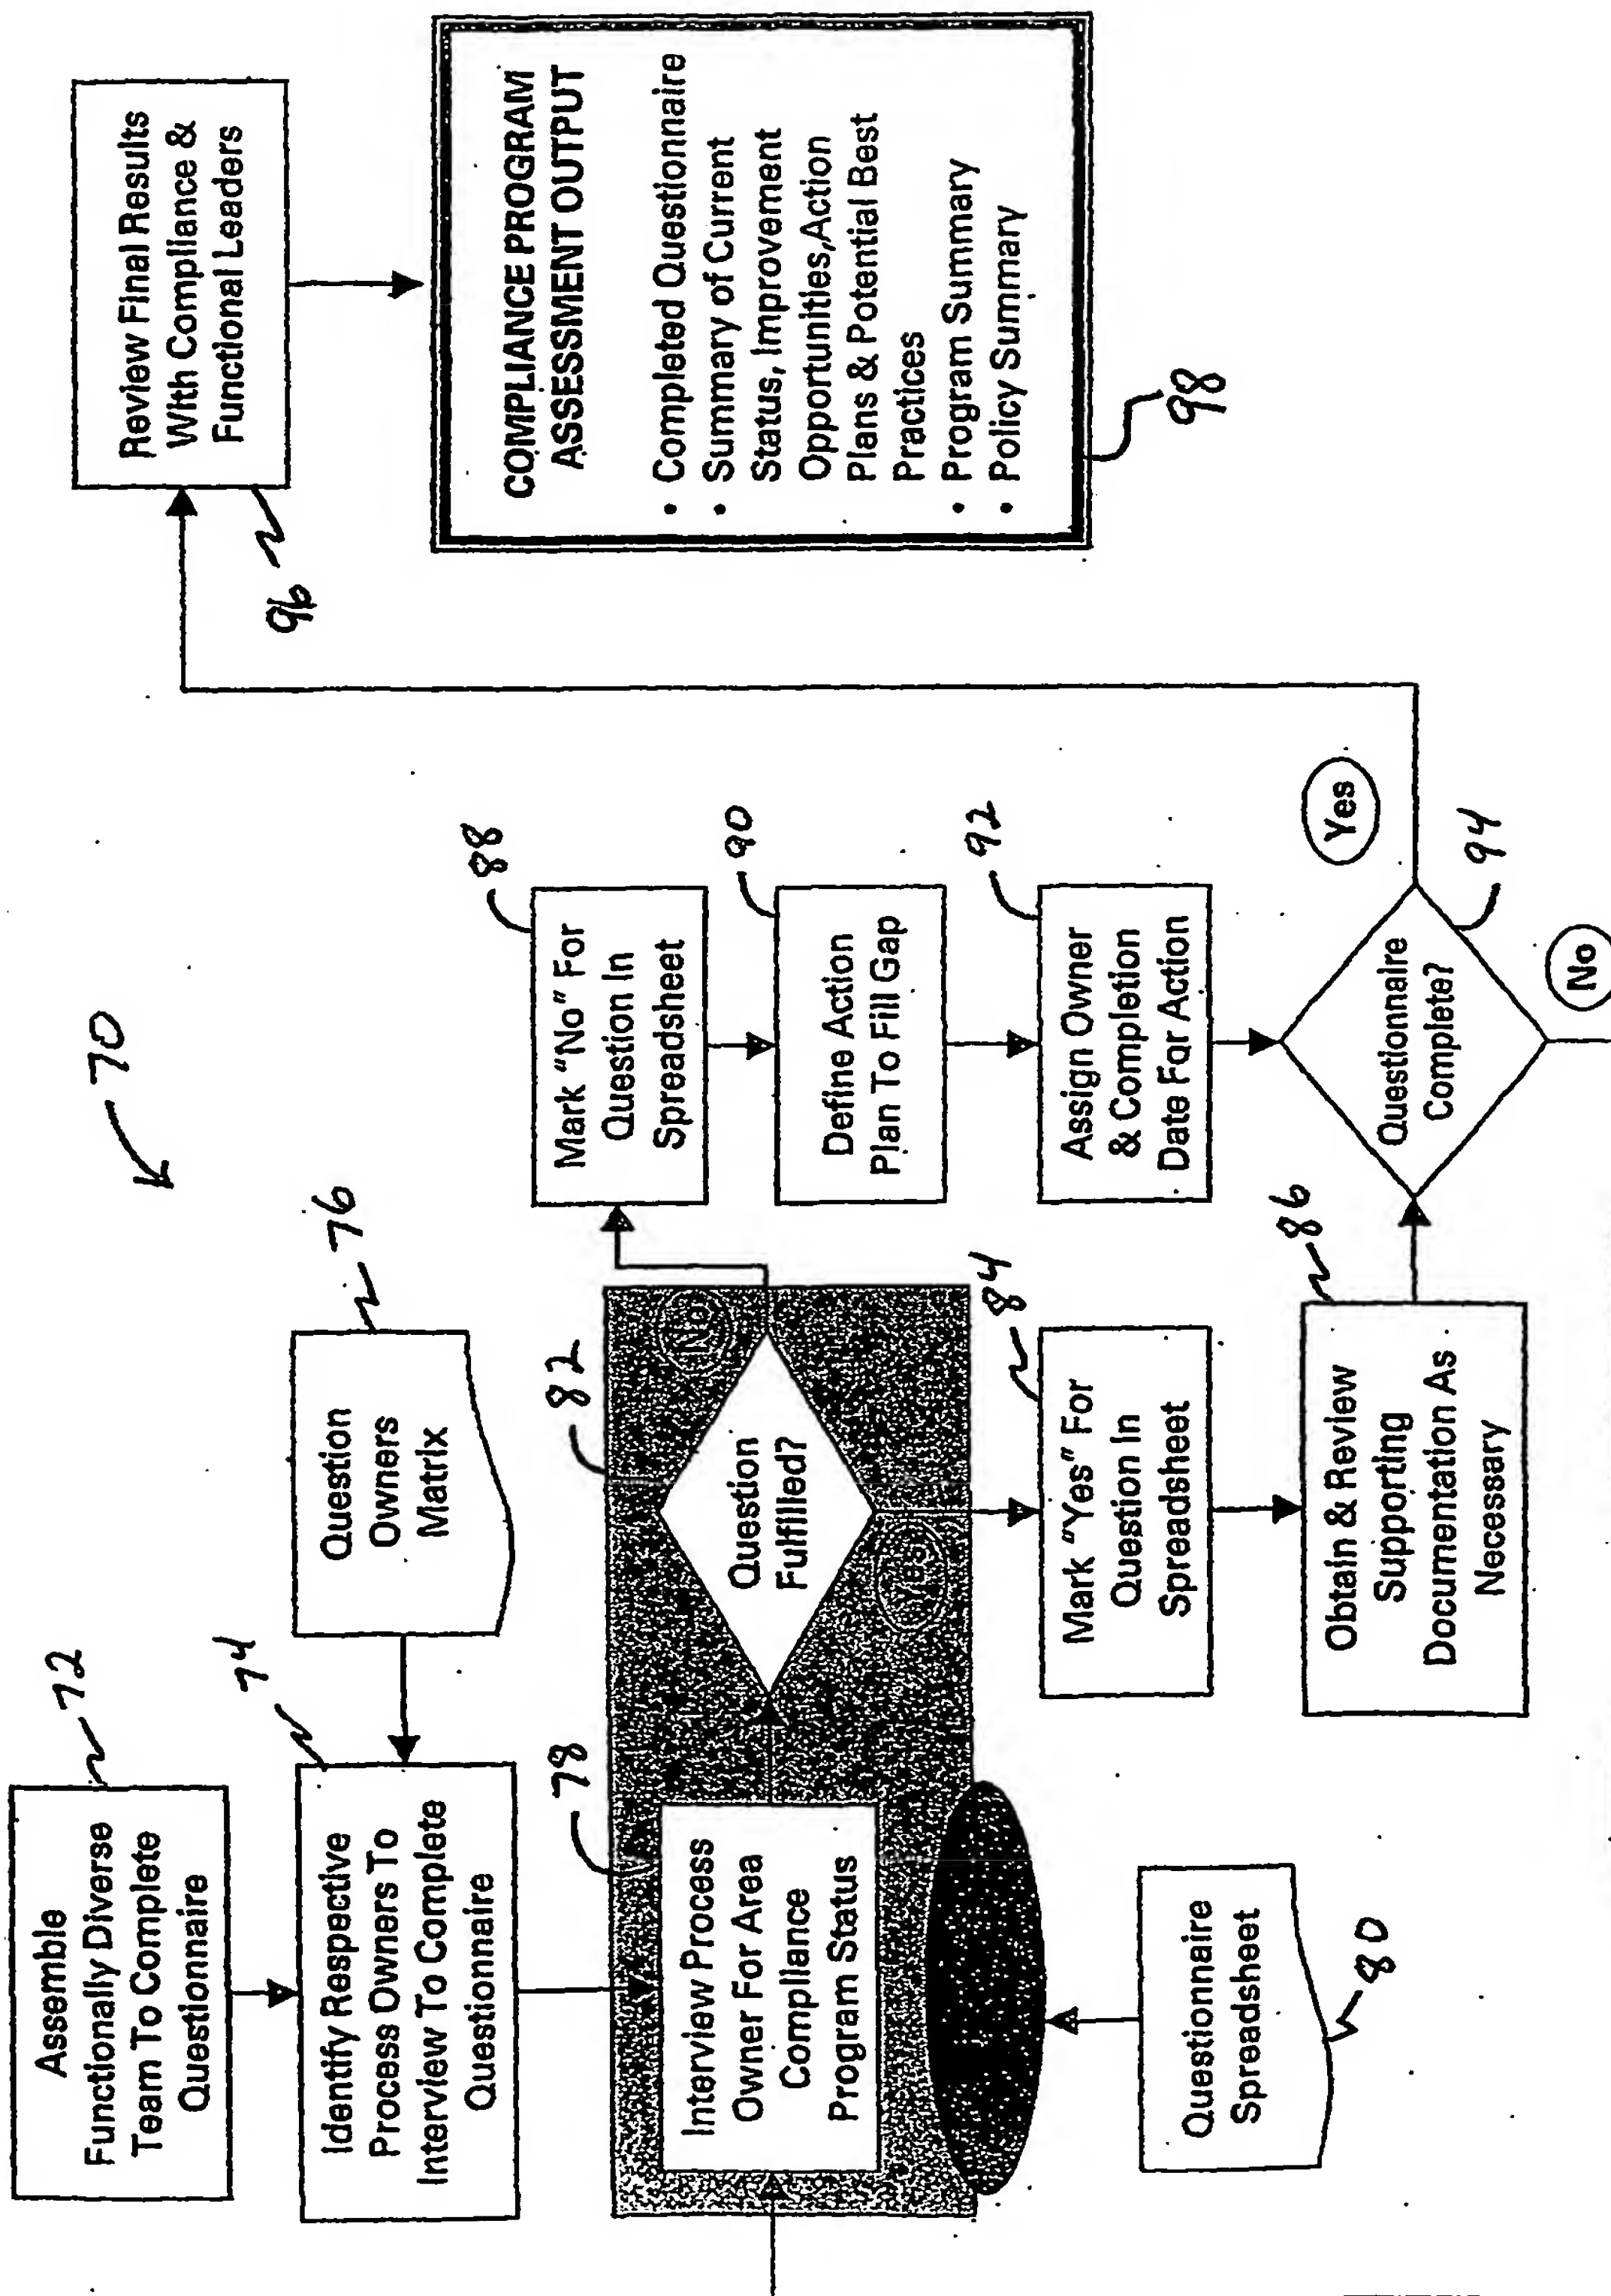 70
Assemble
Functionally Diverse
Team To Complete
Questionnaire
72
Identify Respective
Process Owners To
Interview To Complete
Questionnaire
74
Question
Owners
Matrix
76
Interview Process
Owner For Area
Compliance
Program Status
78
Questionnaire
Spreadsheet
80
Question
Fulfilled?
82
No
Yes
Mark "Yes" For
Question In
Spreadsheet
84
Obtain & Review
Supporting
Documentation As
Necessary
86
Mark "No" For
Question In
Spreadsheet
88
Define Action
Plan To Fill Gap
90
Assign Owner
& Completion
Date For Action
92
Questionnaire
Complete?
94
Yes
No
Review Final Results
With Compliance &
Functional Leaders
96
COMPLIANCE PROGRAM
ASSESSMENT OUTPUT
• Completed Questionnaire
• Summary of Current
Status, Improvement
Opportunities,Action
Plans & Potential Best
Practices
• Program Summary
• Policy Summary
98